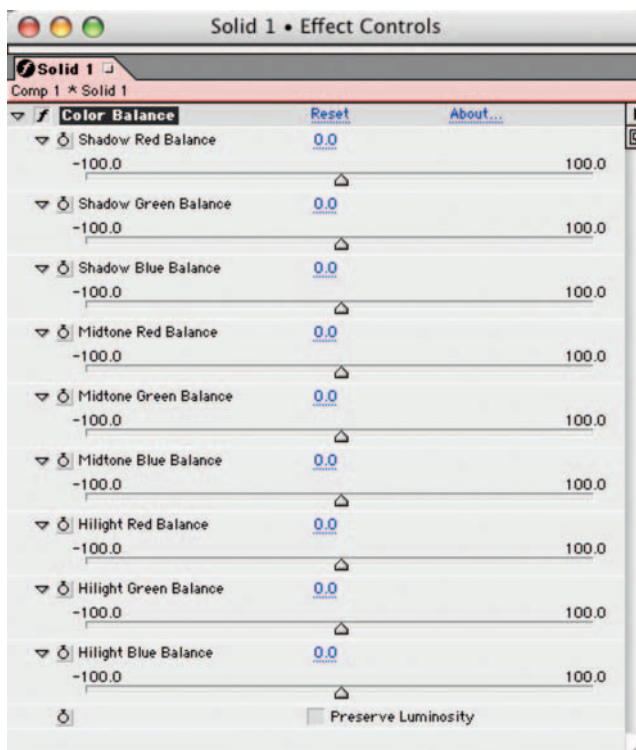 Solid 1 • Effect Controls
Solid 1
Comp 1 * Solid 1
Color Balance Reset About...
Shadow Red Balance 0.0
-100.0 100.0
Shadow Green Balance 0.0
-100.0 100.0
Shadow Blue Balance 0.0
-100.0 100.0
Midtone Red Balance 0.0
-100.0 100.0
Midtone Green Balance 0.0
-100.0 100.0
Midtone Blue Balance 0.0
-100.0 100.0
Hilight Red Balance 0.0
-100.0 100.0
Hilight Green Balance 0.0
-100.0 100.0
Hilight Blue Balance 0.0
-100.0 100.0
Preserve Luminosity